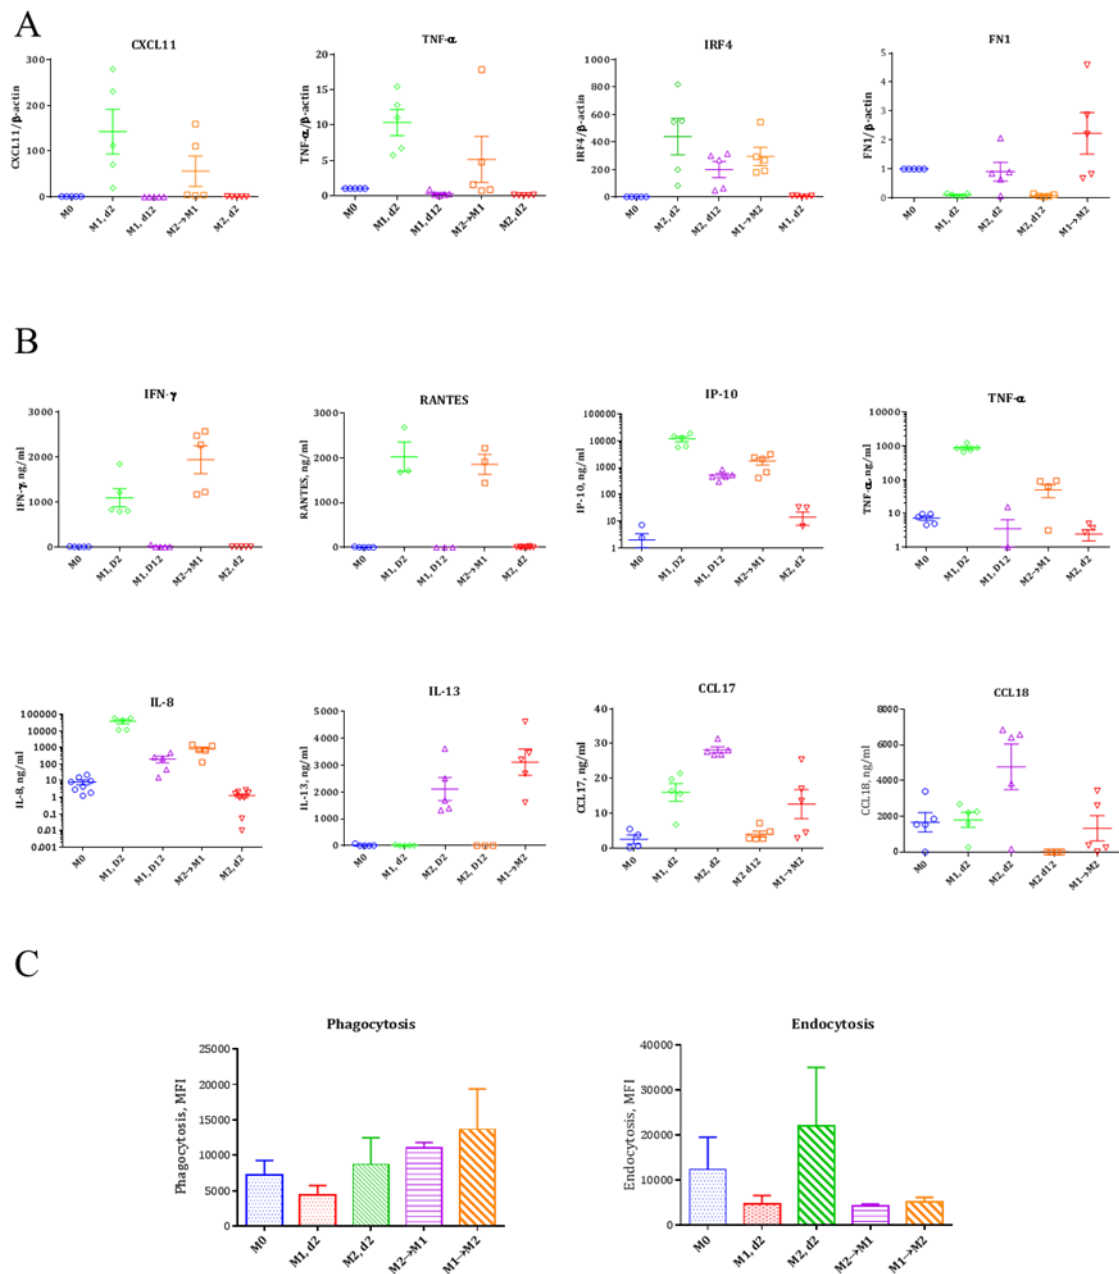 A
CXCL11
CXCL11/β-actin
300
200
100
0
M0
M1, d2
M1, d12
M2→M1
M2, d2
TNF-α
TNF-α/β-actin
20
15
10
5
0
M0
M1, d2
M1, d12
M2→M1
M2, d2
IRF4
IRF4/β-actin
1000
800
600
400
200
0
M0
M2, d2
M2, d12
M1→M2
M1, d2
FN1
FN1/β-actin
5
4
3
2
1
0
M0
M1, d2
M2, d2
M2, d12
M1→M2
B
IFN-γ
IFN-γ, ng/ml
3000
2000
1000
0
M0
M1, D2
M1, D12
M2→M1
M2, d2
RANTES
RANTES, ng/ml
3000
2000
1000
0
M0
M1, D2
M1, D12
M2→M1
M2, d2
IP-10
IP-10, ng/ml
100000
10000
1000
100
10
1
M0
M1, D2
M1, D12
M2→M1
M2, d2
TNF-α
TNF-α, ng/ml
10000
1000
100
10
1
M0
M1, D2
M1, D12
M2→M1
M2, d2
IL-8
IL-8, ng/ml
100000
10000
1000
100
10
1
0.1
0.01
0.001
M0
M1, D2
M1, D12
M2→M1
M2, d2
IL-13
IL-13, ng/ml
5000
4000
3000
2000
1000
0
M0
M1, d2
M2, D2
M2, D12
M1→M2
CCL17
CCL17, ng/ml
40
30
20
10
0
M0
M1, d2
M2, d2
M2 d12
M1→M2
CCL18
CCL18, ng/ml
8000
6000
4000
2000
0
M0
M1, d2
M2, d2
M2 d12
M1→M2
C
Phagocytosis
Phagocytosis, MFI
25000
20000
15000
10000
5000
0
M0
M1, d2
M2, d2
M2→M1
M1→M2
Endocytosis
Endocytosis, MFI
40000
30000
20000
10000
0
M0
M1, d2
M2, d2
M2→M1
M1→M2